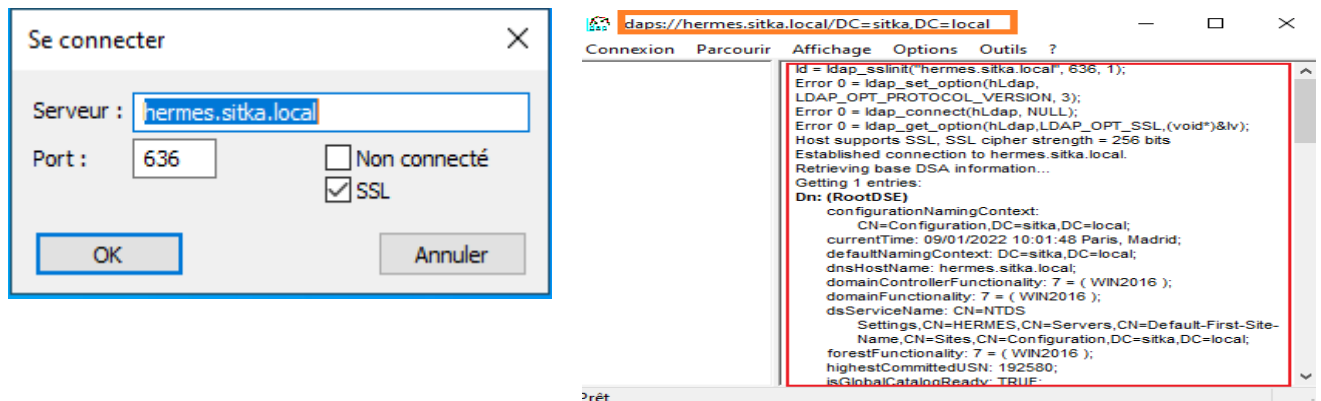 Se connecter
Serveur : hermes.sitka.local
Port : 636
Non connecté
SSL
OK Annuler
daps://hermes.sitka.local/DC=sitka,DC=local
Connexion Parcourir Affichage Options Outils ?
ld = ldap_sslinit("hermes.sitka.local", 636, 1);
Error 0 = ldap_set_option(hLdap,
LDAP_OPT_PROTOCOL_VERSION, 3);
Error 0 = ldap_connect(hLdap, NULL);
Error 0 = ldap_get_option(hLdap,LDAP_OPT_SSL,(void*)&lv);
Host supports SSL, SSL cipher strength = 256 bits
Established connection to hermes.sitka.local.
Retrieving base DSA information...
Getting 1 entries:
Dn: (RootDSE)
configurationNamingContext:
CN=Configuration,DC=sitka,DC=local;
currentTime: 09/01/2022 10:01:48 Paris, Madrid;
defaultNamingContext: DC=sitka,DC=local;
dnsHostName: hermes.sitka.local;
domainControllerFunctionality: 7 = ( WIN2016 );
domainFunctionality: 7 = ( WIN2016 );
dsServiceName: CN=NTDS
Settings,CN=HERMES,CN=Servers,CN=Default-First-Site-
Name,CN=Sites,CN=Configuration,DC=sitka,DC=local;
forestFunctionality: 7 = ( WIN2016 );
highestCommittedUSN: 192580;
isGlobalCatalogReady: TRUE;
Prêt